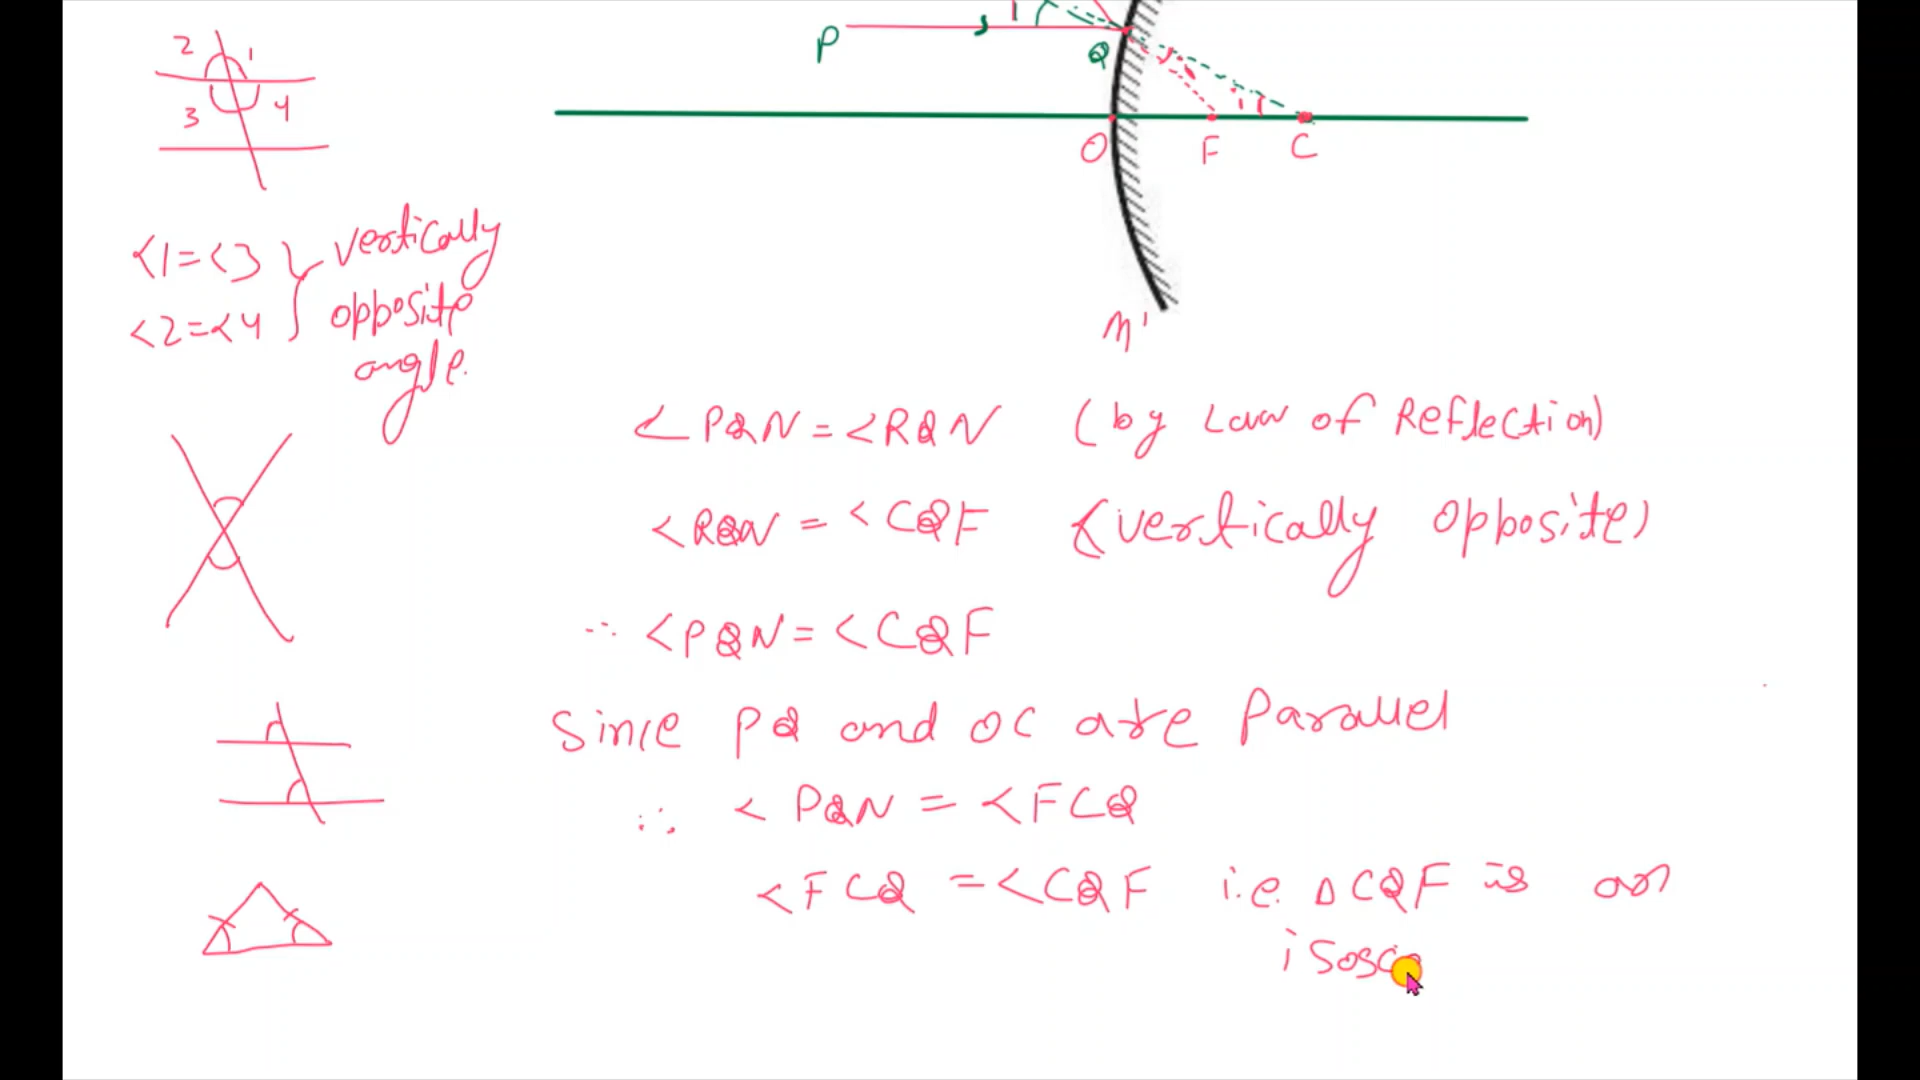 2 1
3 4
P
Q
O F C
M'
<1=<3 } vertically
<2=<4 opposite
angle.
<PQN=<RQN (by Law of Reflection)
<RQN = <CQF (vertically opposite)
∴ <PQN=<CQF
Since PQ and OC are Parallel
∴ <PQN = <FCQ
<FCQ =<CQF i.e. △CQF is an
isosce